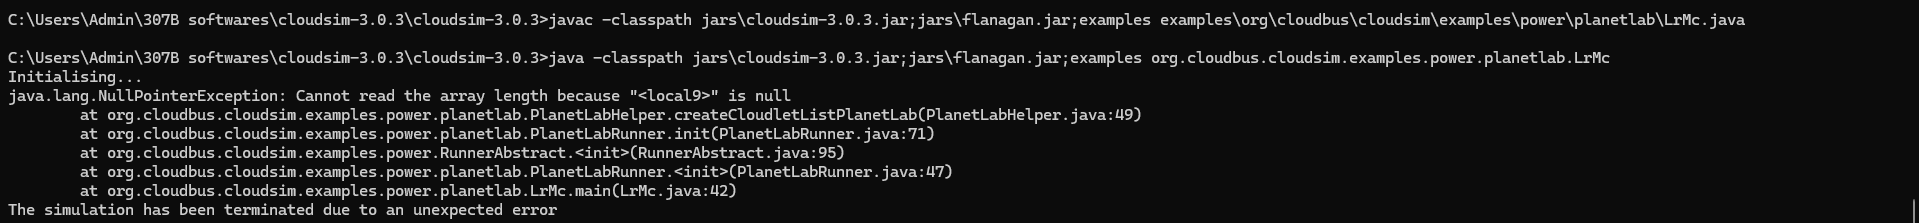 C:\Users\Admin\307B softwares\cloudsim-3.0.3\cloudsim-3.0.3>javac -classpath jars\cloudsim-3.0.3.jar;jars\flanagan.jar;examples examples\org\cloudbus\cloudsim\examples\power\planetlab\LrMc.java
C:\Users\Admin\307B softwares\cloudsim-3.0.3\cloudsim-3.0.3>java -classpath jars\cloudsim-3.0.3.jar;jars\flanagan.jar;examples org.cloudbus.cloudsim.examples.power.planetlab.LrMc
Initialising...
java.lang.NullPointerException: Cannot read the array length because "<local9>" is null
        at org.cloudbus.cloudsim.examples.power.planetlab.PlanetLabHelper.createCloudletListPlanetLab(PlanetLabHelper.java:49)
        at org.cloudbus.cloudsim.examples.power.planetlab.PlanetLabRunner.init(PlanetLabRunner.java:71)
        at org.cloudbus.cloudsim.examples.power.RunnerAbstract.<init>(RunnerAbstract.java:95)
        at org.cloudbus.cloudsim.examples.power.planetlab.PlanetLabRunner.<init>(PlanetLabRunner.java:47)
        at org.cloudbus.cloudsim.examples.power.planetlab.LrMc.main(LrMc.java:42)
The simulation has been terminated due to an unexpected error